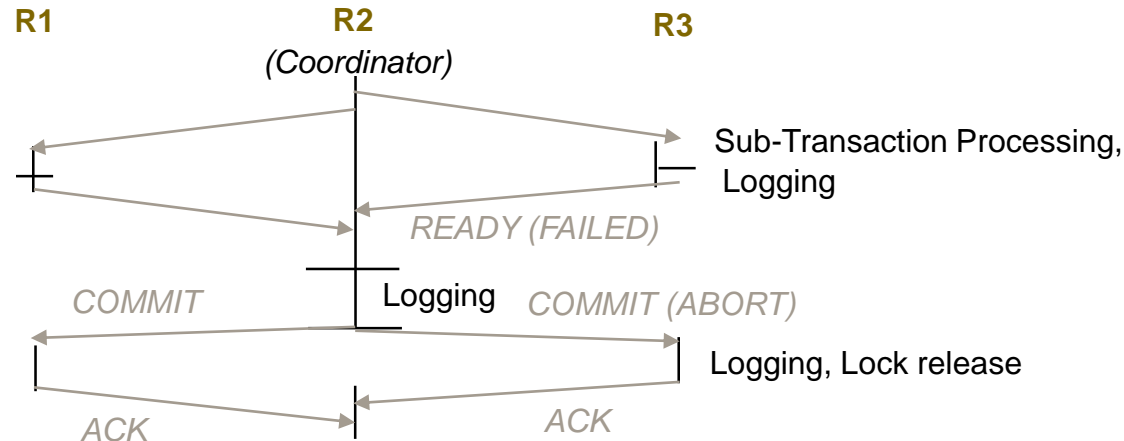 R1
R2
R3
(Coordinator)
Sub-Transaction Processing,
Logging
READY (FAILED)
COMMIT
Logging
COMMIT (ABORT)
Logging, Lock release
ACK
ACK